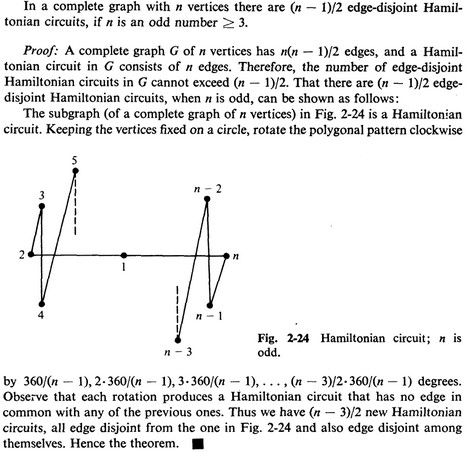 In a complete graph with n vertices there are (n − 1)/2 edge-disjoint Hamil-
tonian circuits, if n is an odd number ≥ 3.
Proof: A complete graph G of n vertices has n(n − 1)/2 edges, and a Hamil-
tonian circuit in G consists of n edges. Therefore, the number of edge-disjoint
Hamiltonian circuits in G cannot exceed (n − 1)/2. That there are (n − 1)/2 edge-
disjoint Hamiltonian circuits, when n is odd, can be shown as follows:
The subgraph (of a complete graph of n vertices) in Fig. 2-24 is a Hamiltonian
circuit. Keeping the vertices fixed on a circle, rotate the polygonal pattern clockwise
5
n − 2
3
2
1
n
4
n − 1
n − 3
Fig. 2-24 Hamiltonian circuit; n is
odd.
by 360/(n − 1), 2·360/(n − 1), 3·360/(n − 1), . . . , (n − 3)/2·360/(n − 1) degrees.
Observe that each rotation produces a Hamiltonian circuit that has no edge in
common with any of the previous ones. Thus we have (n − 3)/2 new Hamiltonian
circuits, all edge disjoint from the one in Fig. 2-24 and also edge disjoint among
themselves. Hence the theorem. ■